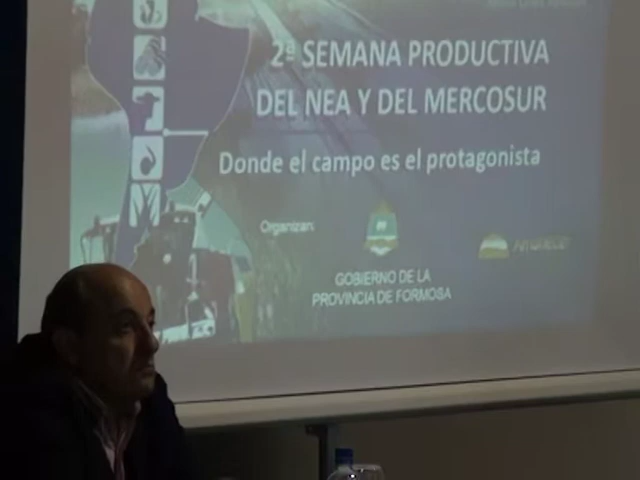 2ª SEMANA PRODUCTIVA
DEL NEA Y DEL MERCOSUR
Donde el campo es el protagonista
Organizan:
GOBIERNO DE LA
PROVINCIA DE FORMOSA